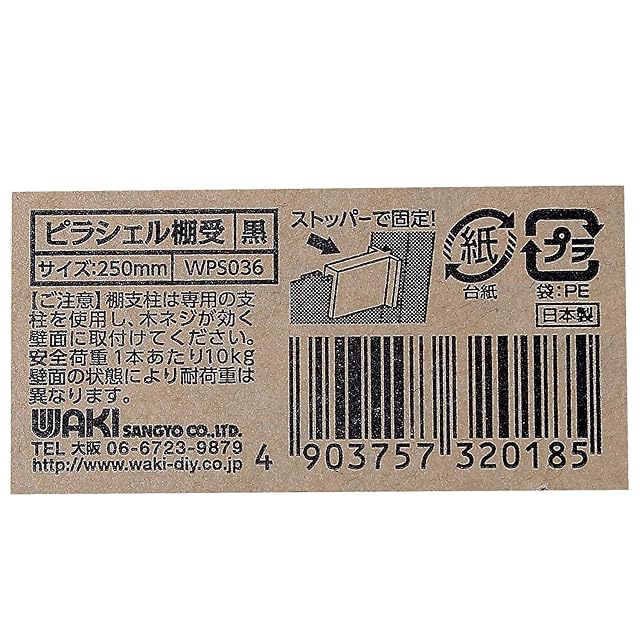 ピラシェル棚受 黒
サイズ:250mm WPS036
【ご注意】棚支柱は専用の支
柱を使用し、木ネジが効く
壁面に取付けてください。
安全荷重 1本あたり10kg
壁面の状態により耐荷重は
異なります。
WAKI SANGYO CO.,LTD.
TEL 大阪 06-6723-9879
http://www.waki-diy.co.jp
ストッパーで固定!
紙
台紙
プラ
袋:PE
日本製
4 903757 320185